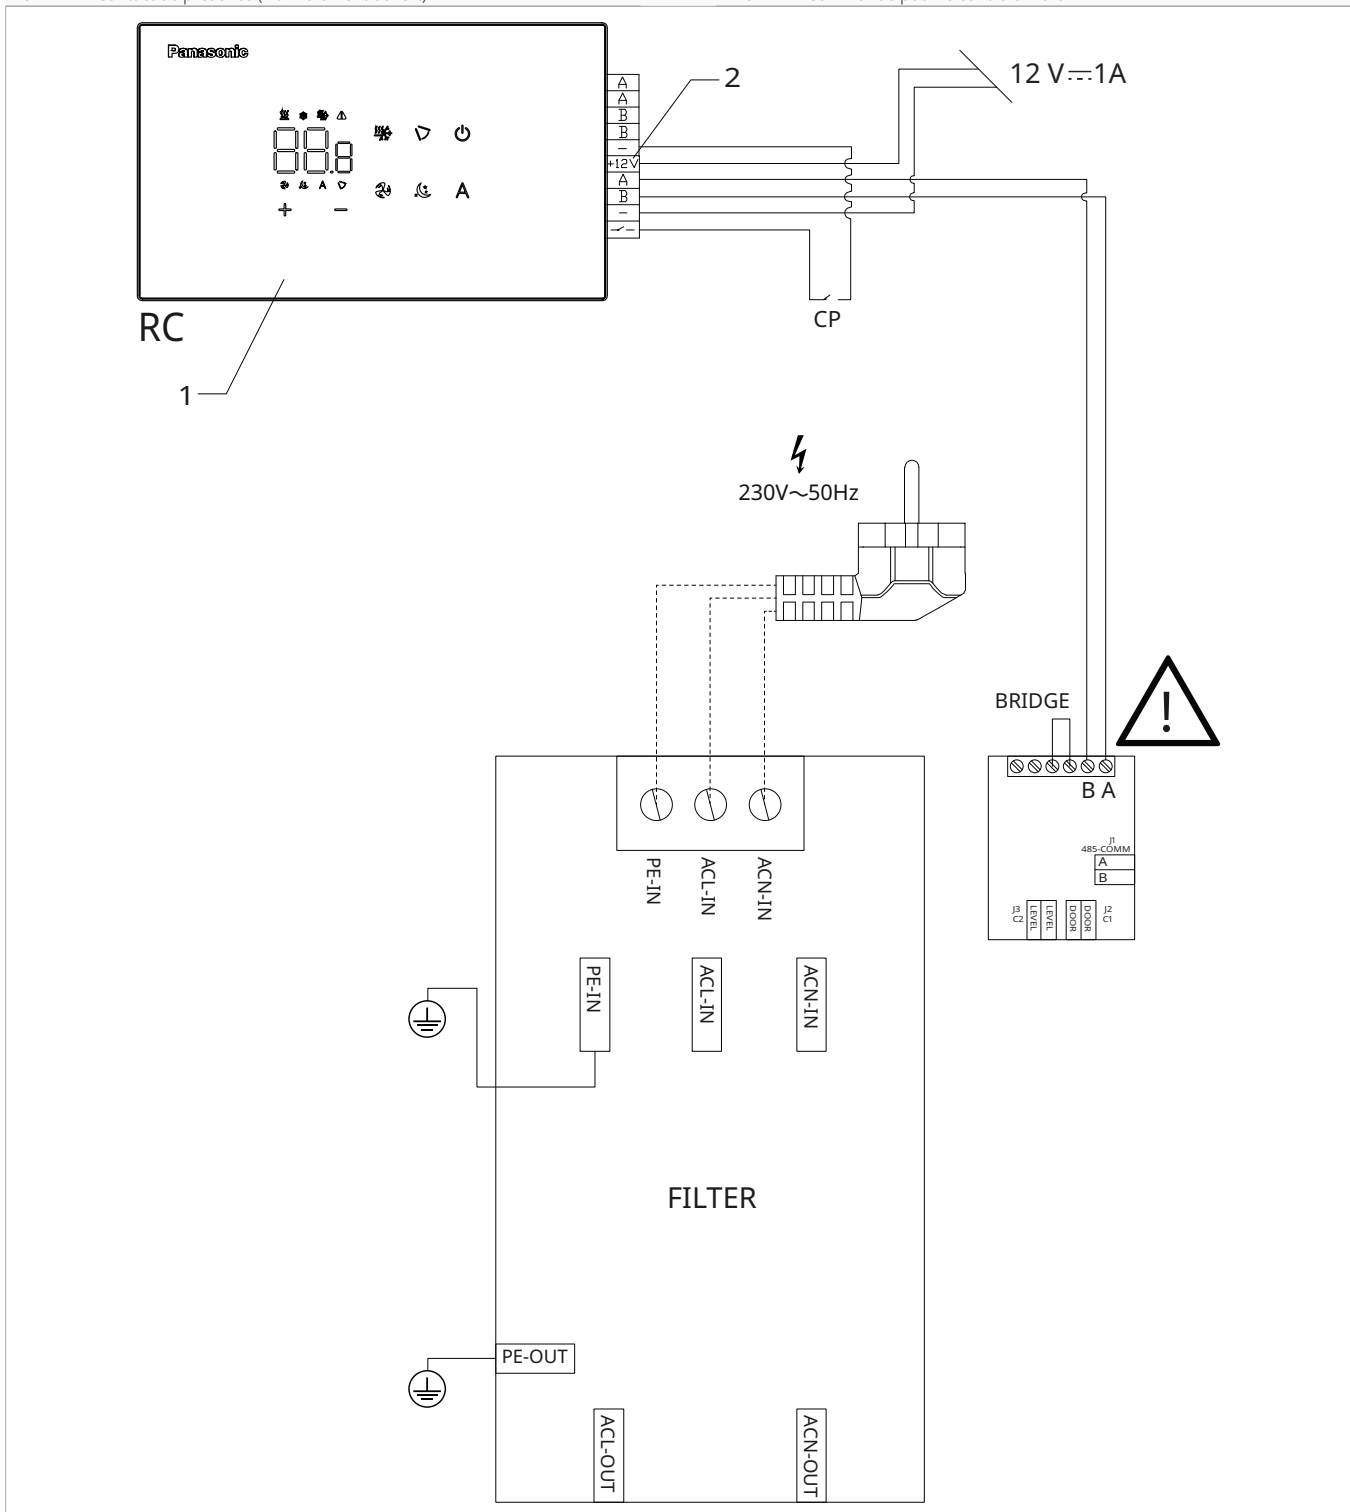 Panasonic
A
A
B
B
−
+12V
A
B
−
2
12 V⎓1A
A
+ −
CP
RC
1
230V～50Hz
BRIDGE
!
B A
J1
485-COMM
A
B
J3
C2
LEVEL
LEVEL
DOOR
DOOR
J2
C1
PE-IN
ACL-IN
ACN-IN
PE-IN
ACL-IN
ACN-IN
FILTER
PE-OUT
ACL-OUT
ACN-OUT